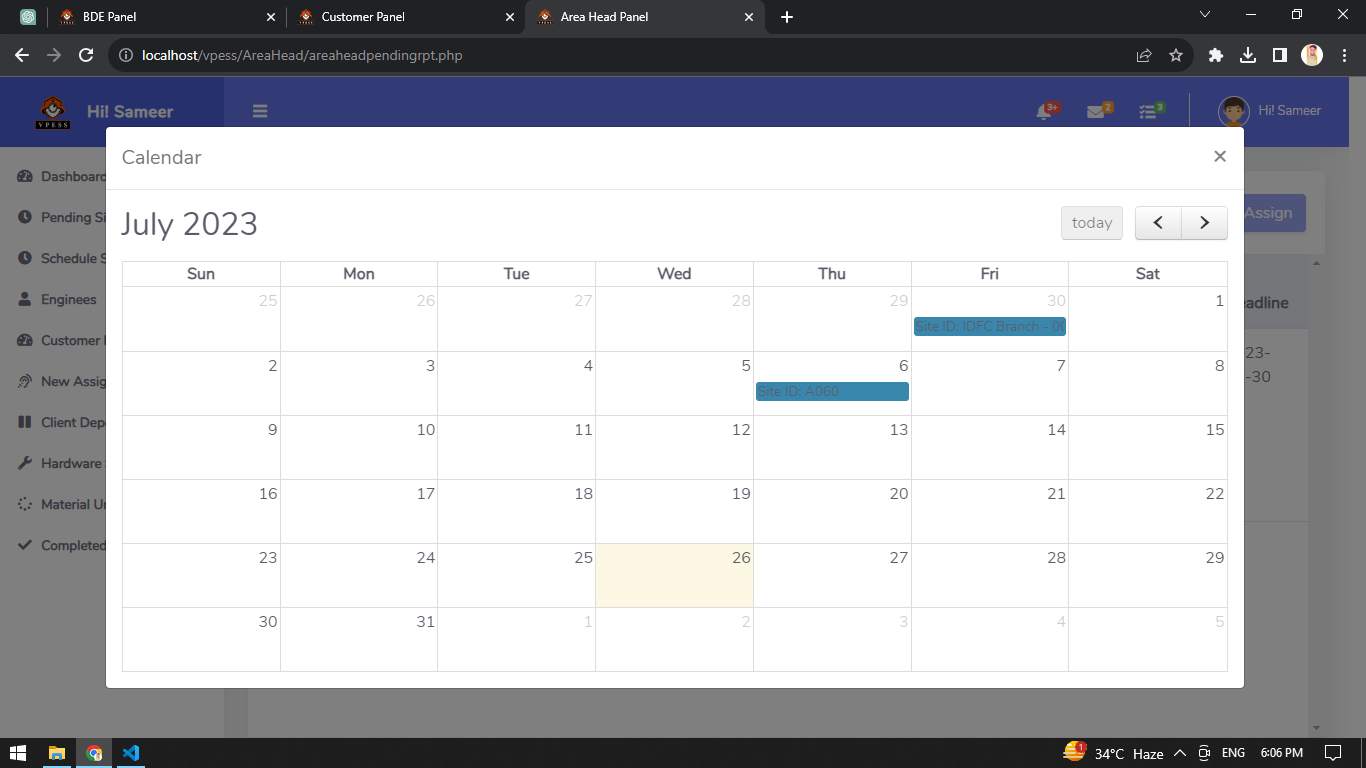 BDE Panel
Customer Panel
Area Head Panel
localhost/vpess/AreaHead/areaheadpendingrpt.php
VPESS
Hi! Sameer
3+
2
3
Hi! Sameer
Calendar
Dashboard
Pending Si
Schedule S
Enginees
Customer
New Assig
Client Dep
Hardware
Material Ur
Completed
Assign
eadline
23-
-30
July 2023
today
Sun Mon Tue Wed Thu Fri Sat
25 26 27 28 29 30 1
Site ID: IDFC Branch - 00
2 3 4 5 6 7 8
Site ID: A060
9 10 11 12 13 14 15
16 17 18 19 20 21 22
23 24 25 26 27 28 29
30 31 1 2 3 4 5
1
34°C Haze
ENG
6:06 PM